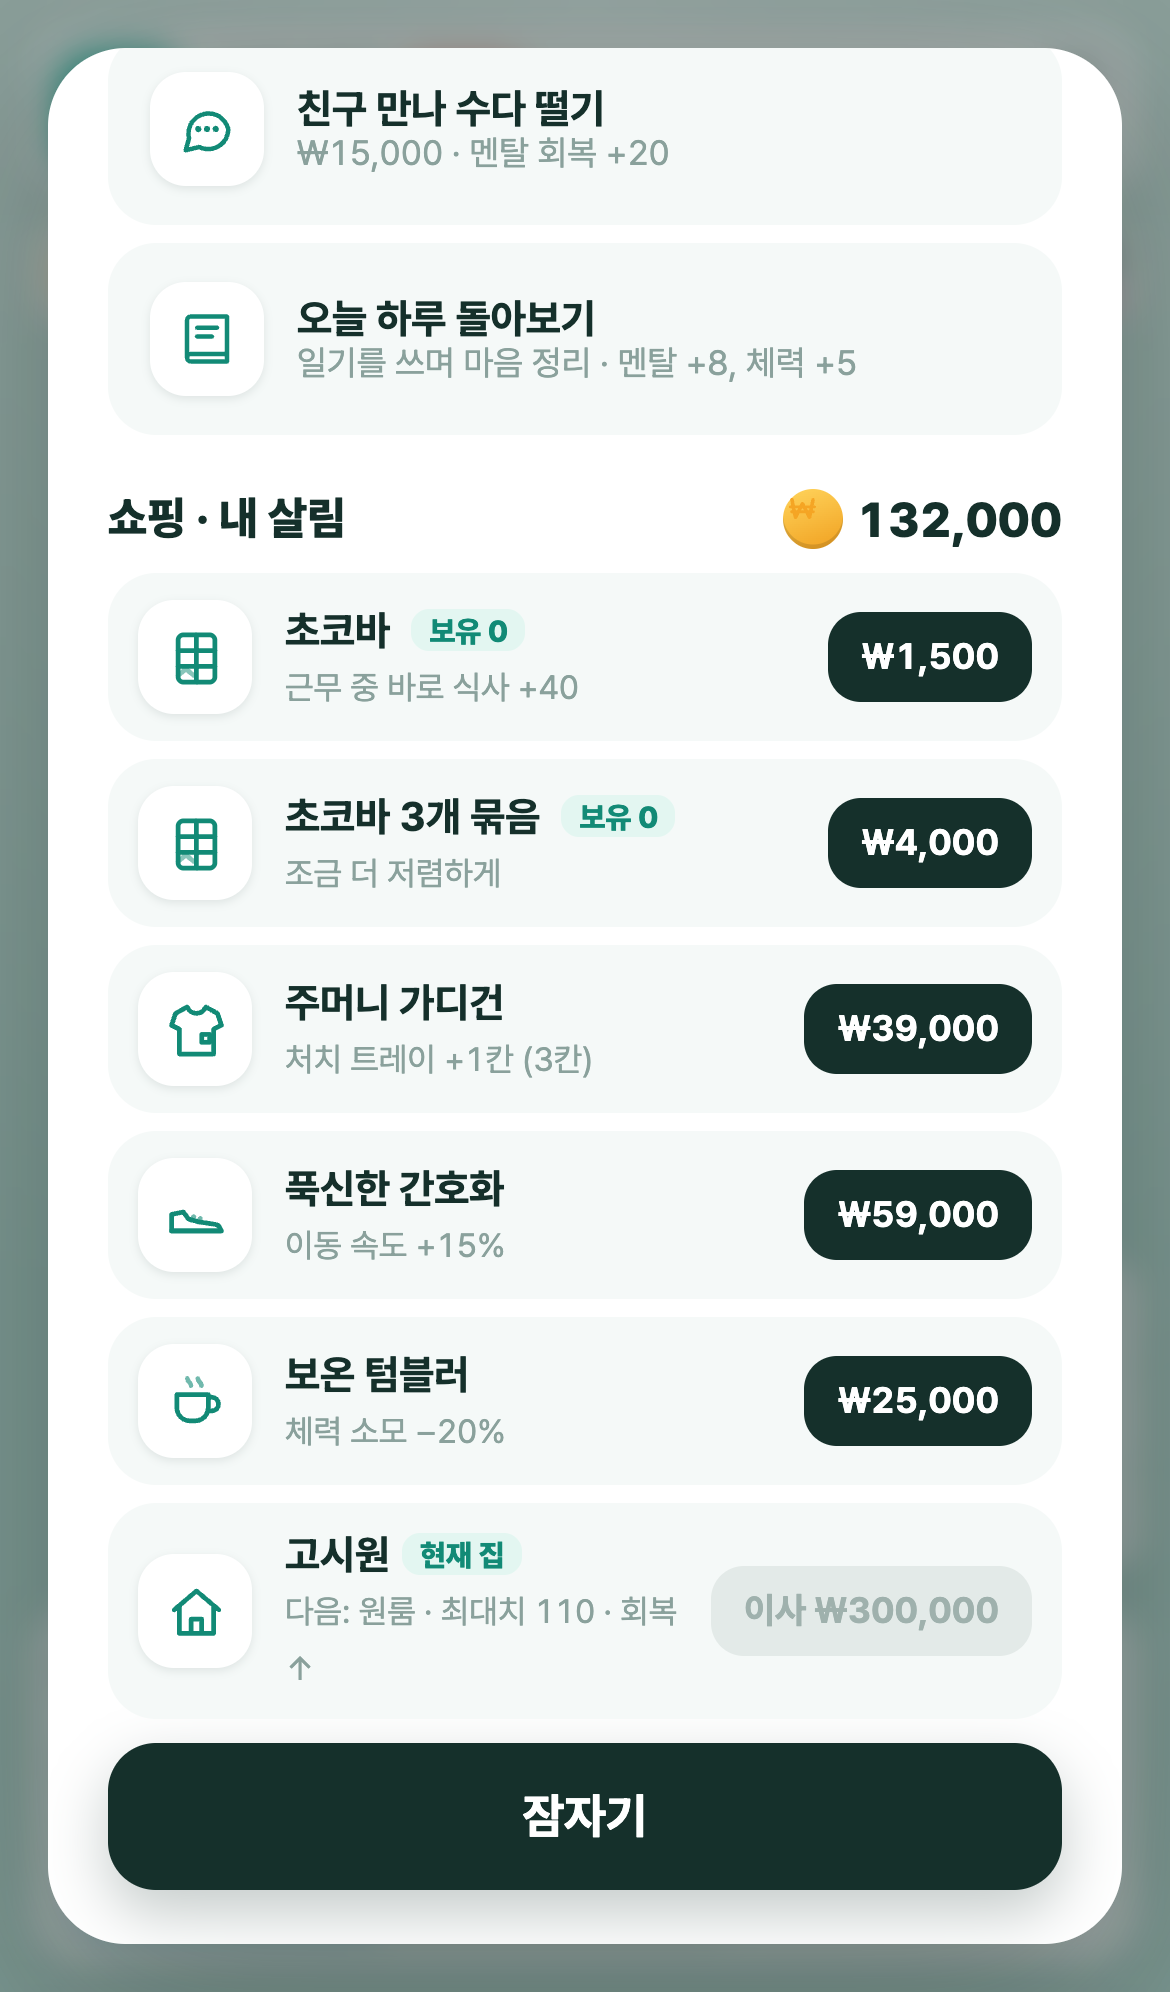 친구 만나 수다 떨기
₩15,000 · 멘탈 회복 +20
오늘 하루 돌아보기
일기를 쓰며 마음 정리 · 멘탈 +8, 체력 +5
쇼핑 · 내 살림
₩ 132,000
초코바 보유 0
근무 중 바로 식사 +40
₩1,500
초코바 3개 묶음 보유 0
조금 더 저렴하게
₩4,000
주머니 가디건
처치 트레이 +1칸 (3칸)
₩39,000
푹신한 간호화
이동 속도 +15%
₩59,000
보온 텀블러
체력 소모 −20%
₩25,000
고시원 현재 집
다음: 원룸 · 최대치 110 · 회복
↑
이사 ₩300,000
잠자기